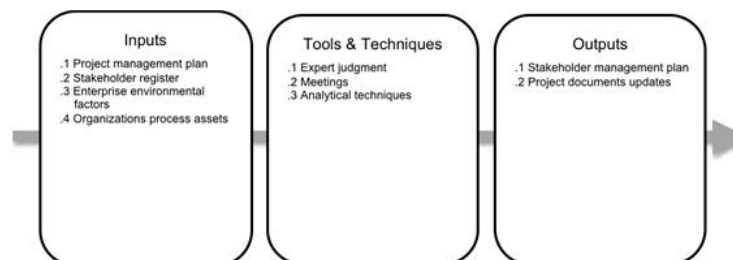 Inputs
.1 Project management plan
.2 Stakeholder register
.3 Enterprise environmental
factors
.4 Organizations process assets
Tools & Techniques
.1 Expert judgment
.2 Meetings
.3 Analytical techniques
Outputs
.1 Stakeholder management plan
.2 Project documents updates